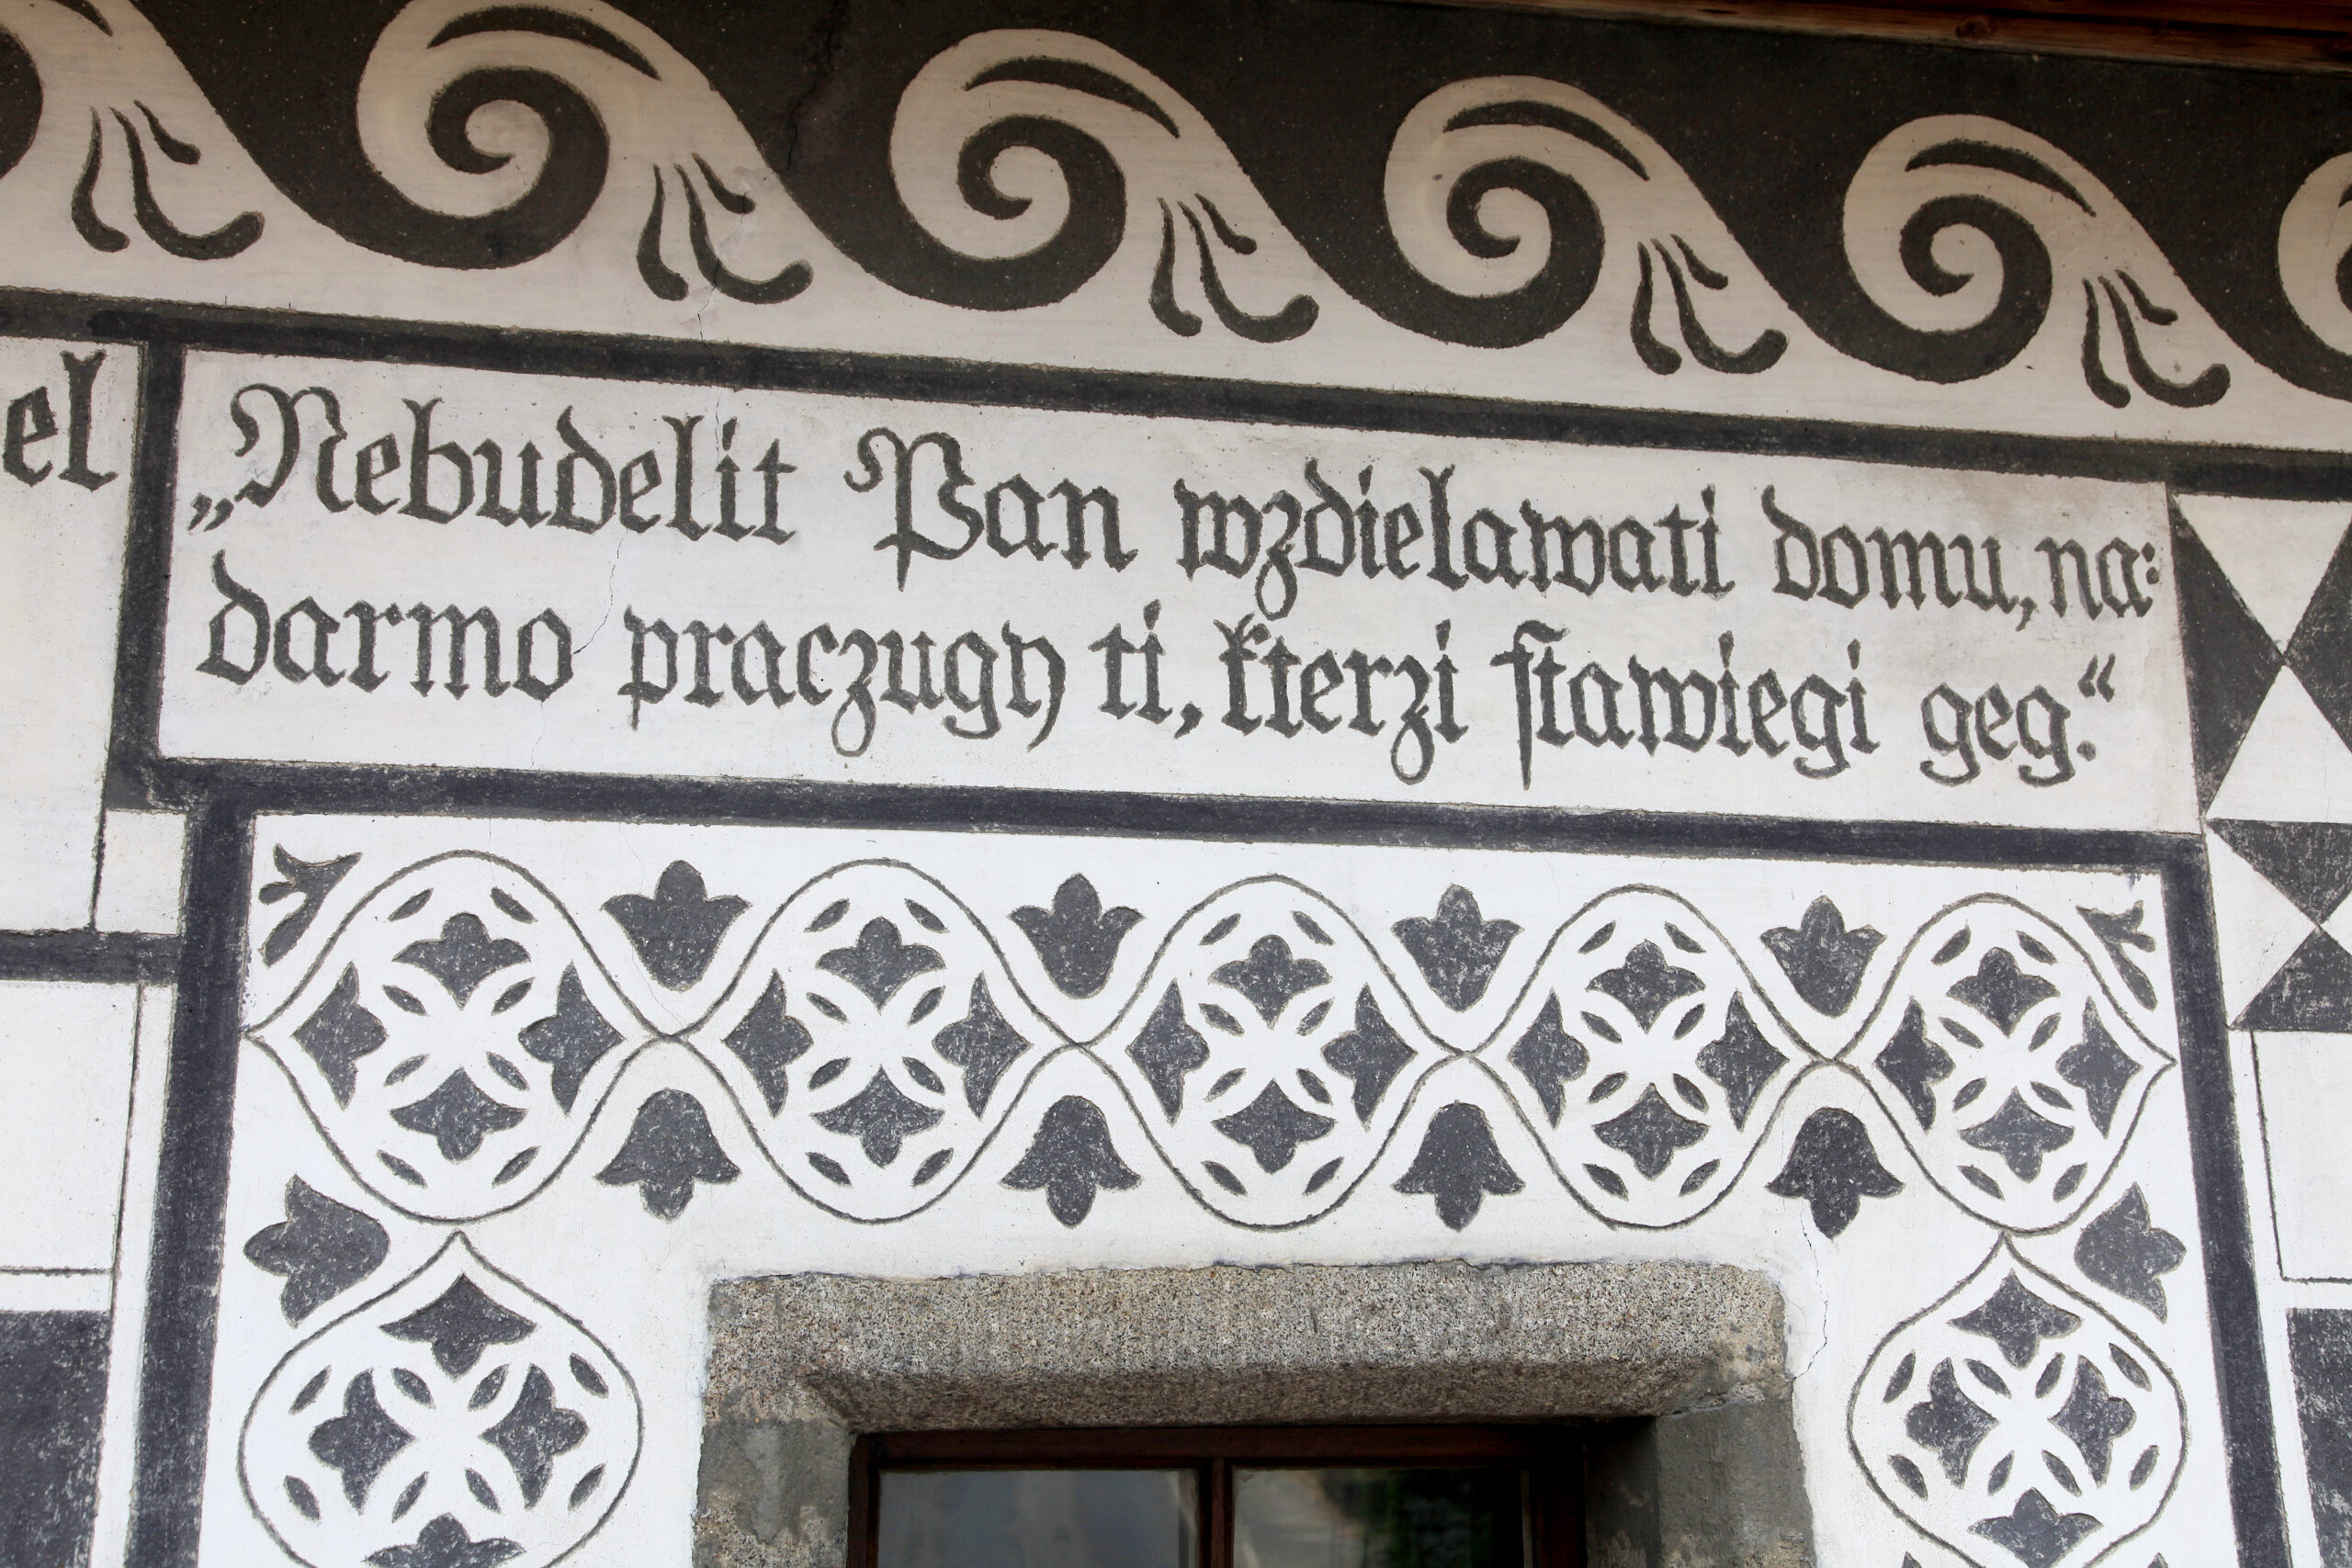 el
„Nebudelit Pan wzdielawati domu, na:
darmo praczugy ti, kterzi ſtawiegi geg.“